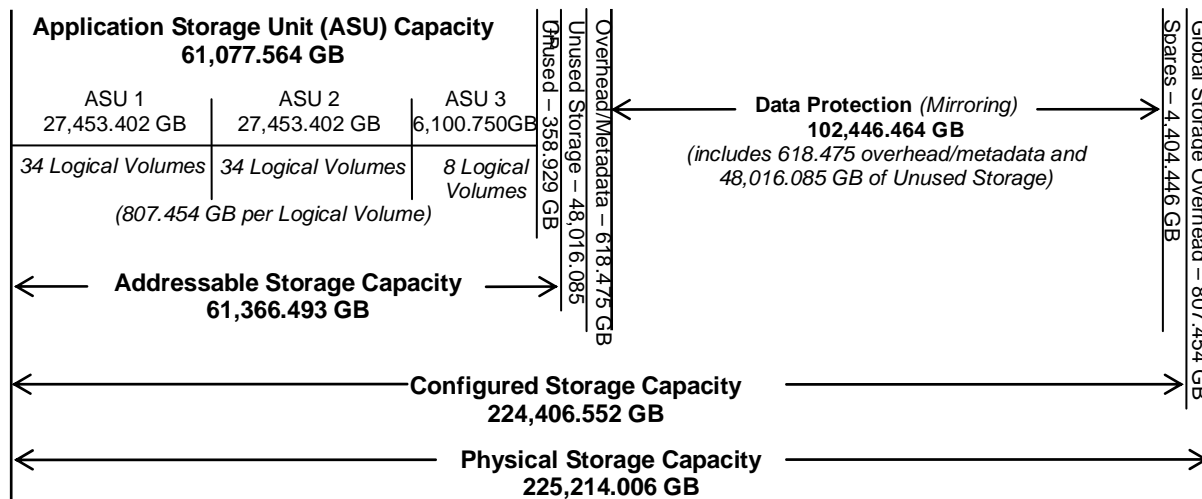 Application Storage Unit (ASU) Capacity
61,077.564 GB
ASU 1
27,453.402 GB
ASU 2
27,453.402 GB
ASU 3
6,100.750GB
34 Logical Volumes
34 Logical Volumes
8 Logical
Volumes
(807.454 GB per Logical Volume)
Unused – 358.929 GB
GB
Unused Storage – 48,016.085
Overhead/Metadata – 618.475 GB
Data Protection (Mirroring)
102,446.464 GB
(includes 618.475 overhead/metadata and
48,016.085 GB of Unused Storage)
Spares – 4,404.446 GB
Global Storage Overhead – 807.454 GB
Addressable Storage Capacity
61,366.493 GB
Configured Storage Capacity
224,406.552 GB
Physical Storage Capacity
225,214.006 GB